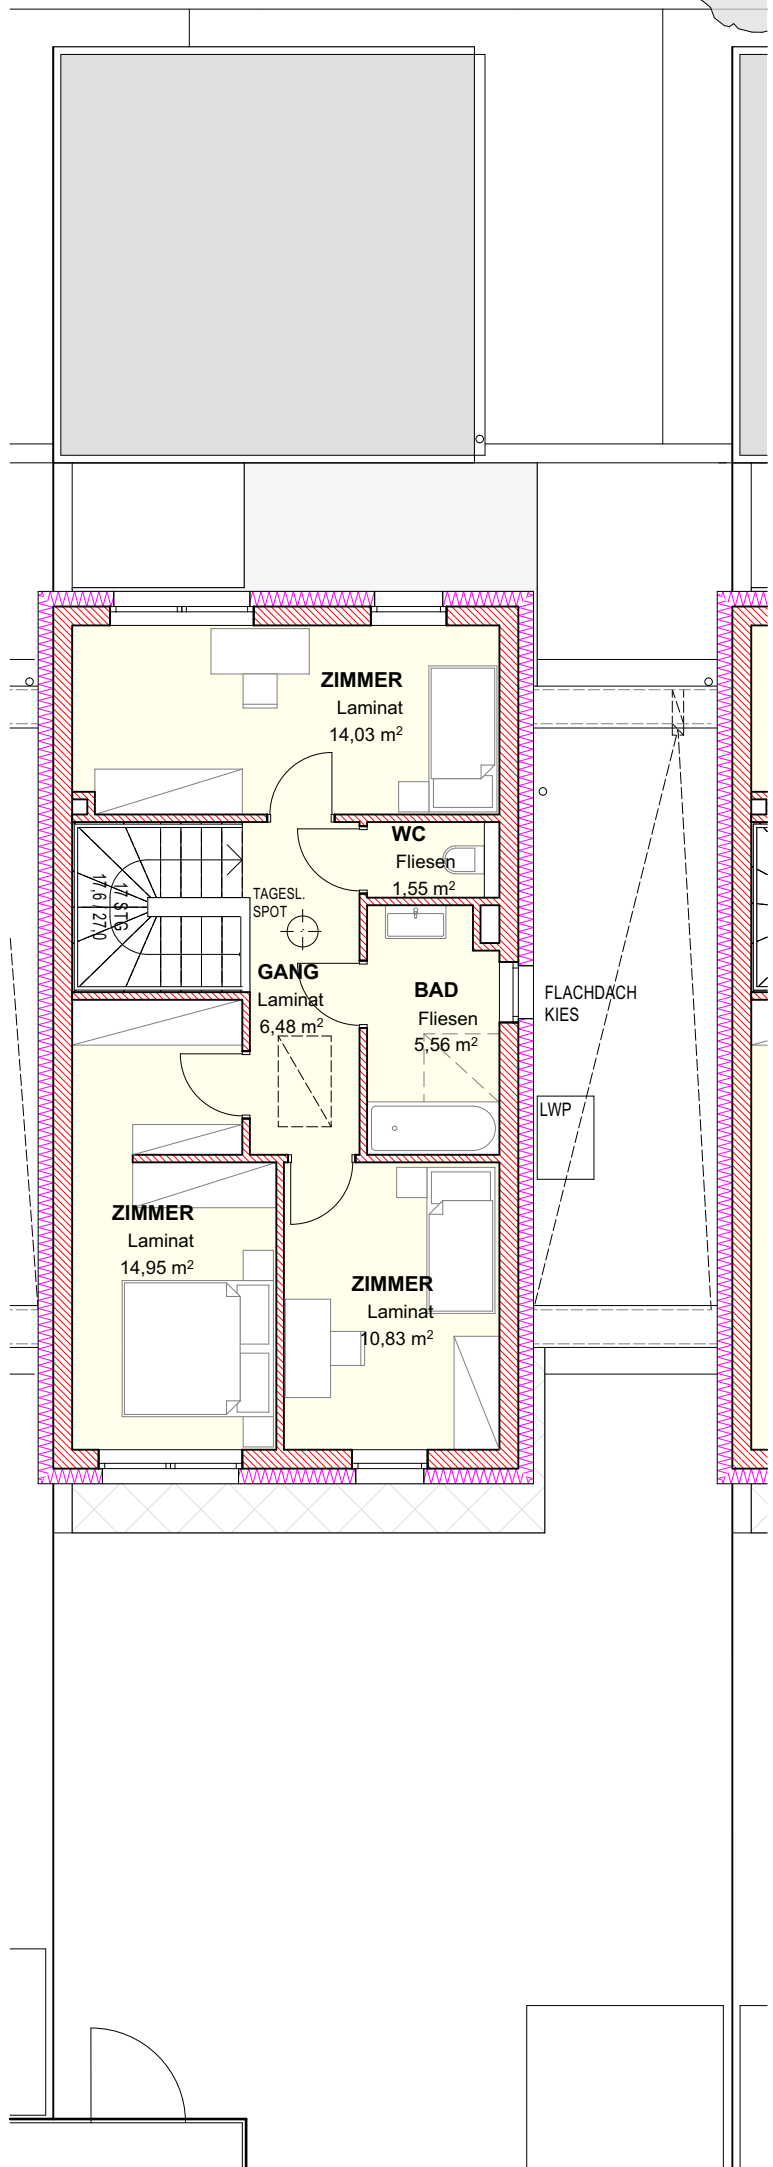 ZIMMER
Laminat
14,03 m²
WC
Fliesen
1,55 m²
17 STG
17,6 / 27,0
TAGESL.
SPOT
GANG
Laminat
6,48 m²
BAD
Fliesen
5,56 m²
FLACHDACH
KIES
LWP
ZIMMER
Laminat
14,95 m²
ZIMMER
Laminat
10,83 m²